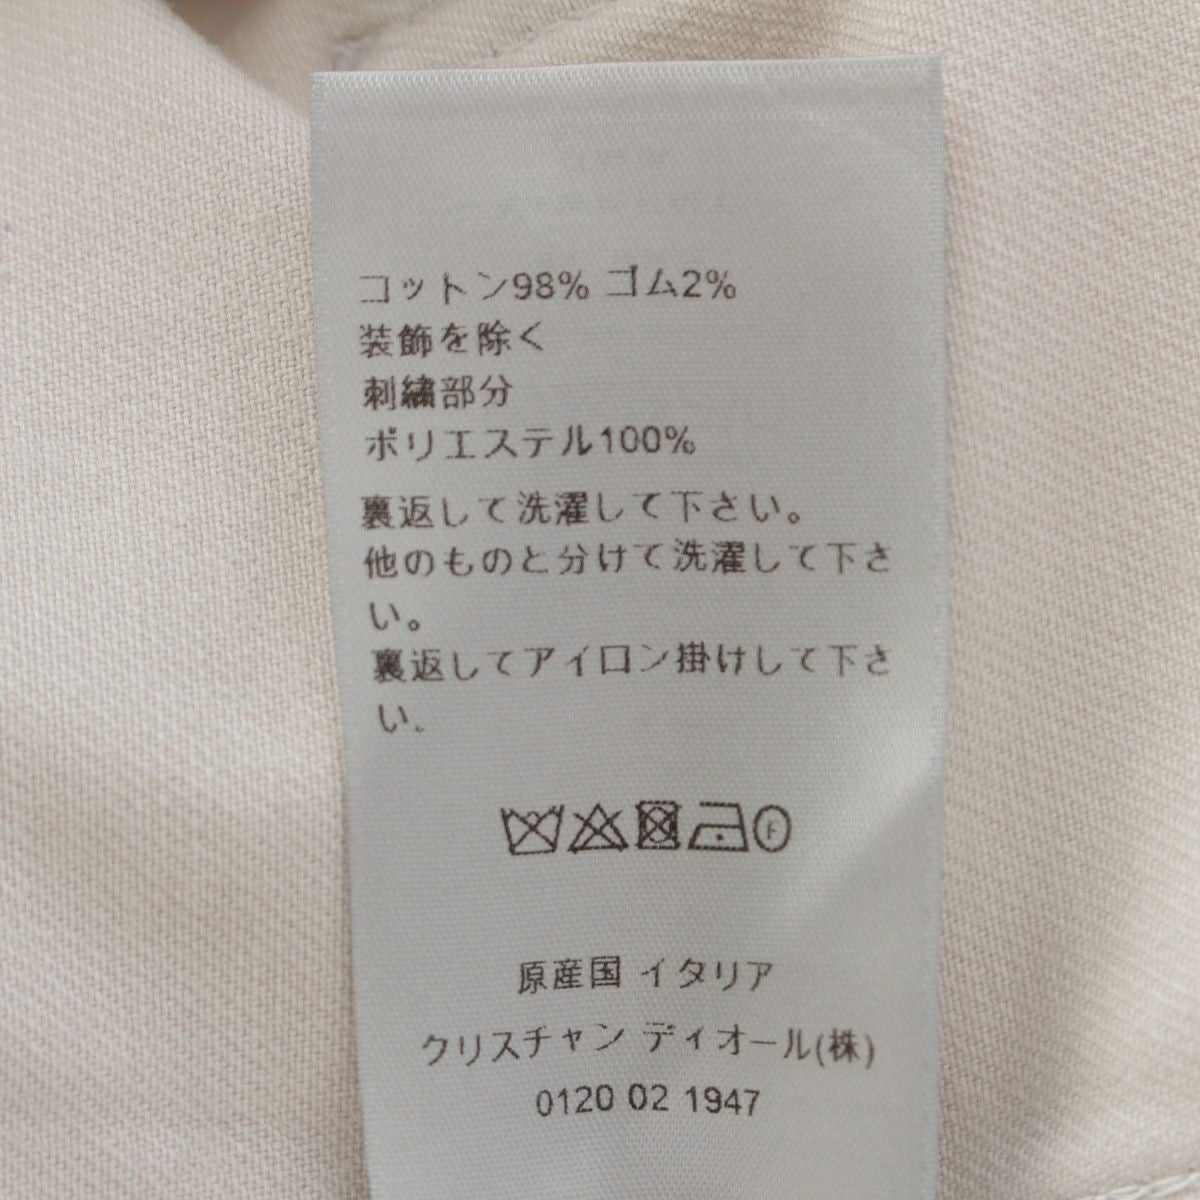 コットン98% ゴム2%
装飾を除く
刺繍部分
ポリエステル100%
裏返して洗濯して下さい。
他のものと分けて洗濯して下さ
い。
裏返してアイロン掛けして下さ
い。
F
原産国 イタリア
クリスチャン ディオール(株)
0120 02 1947